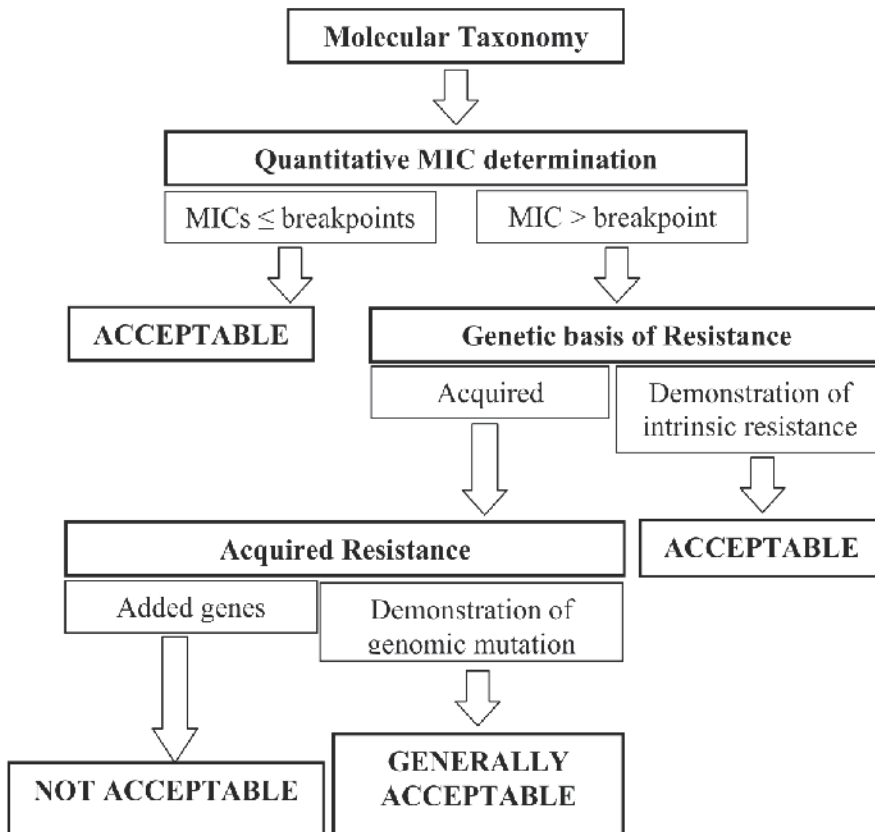 Molecular Taxonomy
Quantitative MIC determination
MICs ≤ breakpoints
MIC > breakpoint
ACCEPTABLE
Genetic basis of Resistance
Acquired
Demonstration of
intrinsic resistance
Acquired Resistance
ACCEPTABLE
Added genes
Demonstration of
genomic mutation
NOT ACCEPTABLE
GENERALLY
ACCEPTABLE